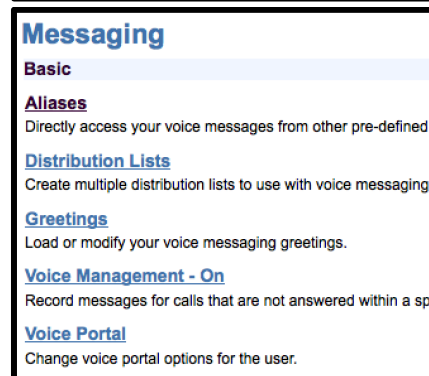 Messaging
Basic
Aliases
Directly access your voice messages from other pre-defined
Distribution Lists
Create multiple distribution lists to use with voice messaging
Greetings
Load or modify your voice messaging greetings.
Voice Management - On
Record messages for calls that are not answered within a sp
Voice Portal
Change voice portal options for the user.